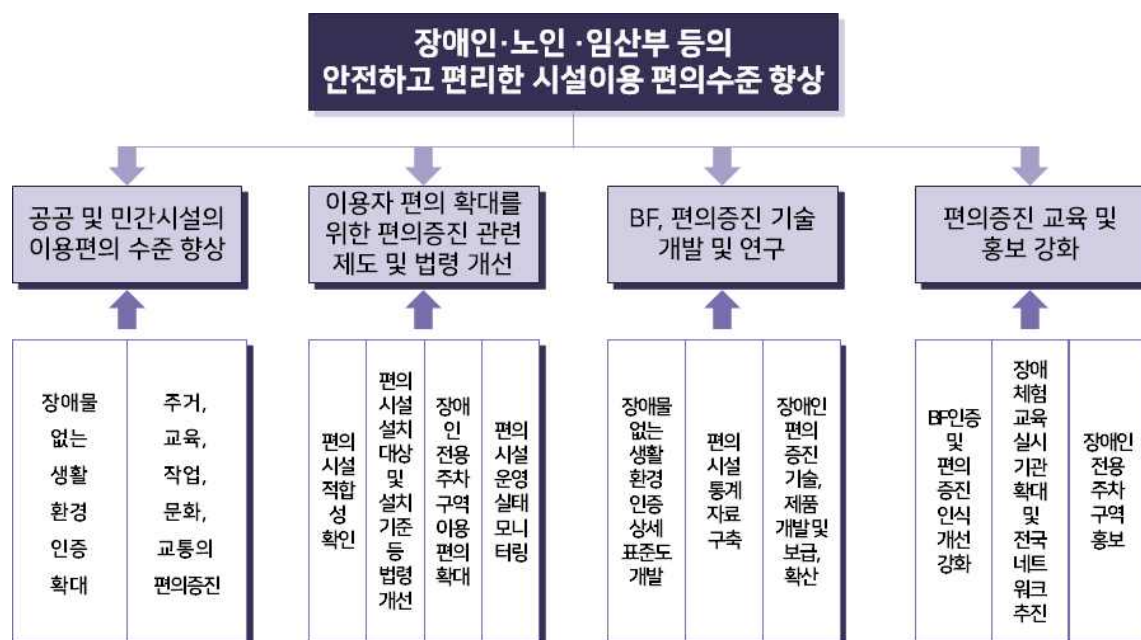 장애인·노인·임산부 등의
안전하고 편리한 시설이용 편의수준 향상
공공 및 민간시설의
이용편의 수준 향상
이용자 편의 확대를
위한 편의증진 관련
제도 및 법령 개선
BF, 편의증진 기술
개발 및 연구
편의증진 교육 및
홍보 강화
장애물
없는
생활
환경
인증
확대
주거,
교육,
작업,
문화,
교통의
편의증진
편의
시설
적합
성
확인
편의
시설
설치
대상
및
설치
기준
등
법령
개선
장애
인
전용
주차
구역
이용
편의
확대
편의
시설
운영
실태
모니
터링
장애물
없는
생활
환경
인증
상세
표준도
개발
편의
시설
통계
자료
구축
장애인
편의
증진
기술,
제품
개발 및
보급,
확산
BF인증
및
편의
증진
인식
개선
강화
장애
체험
교육
실시
기관
확대
및
전국
네트
워크
추진
장애인
전용
주차
구역
홍보